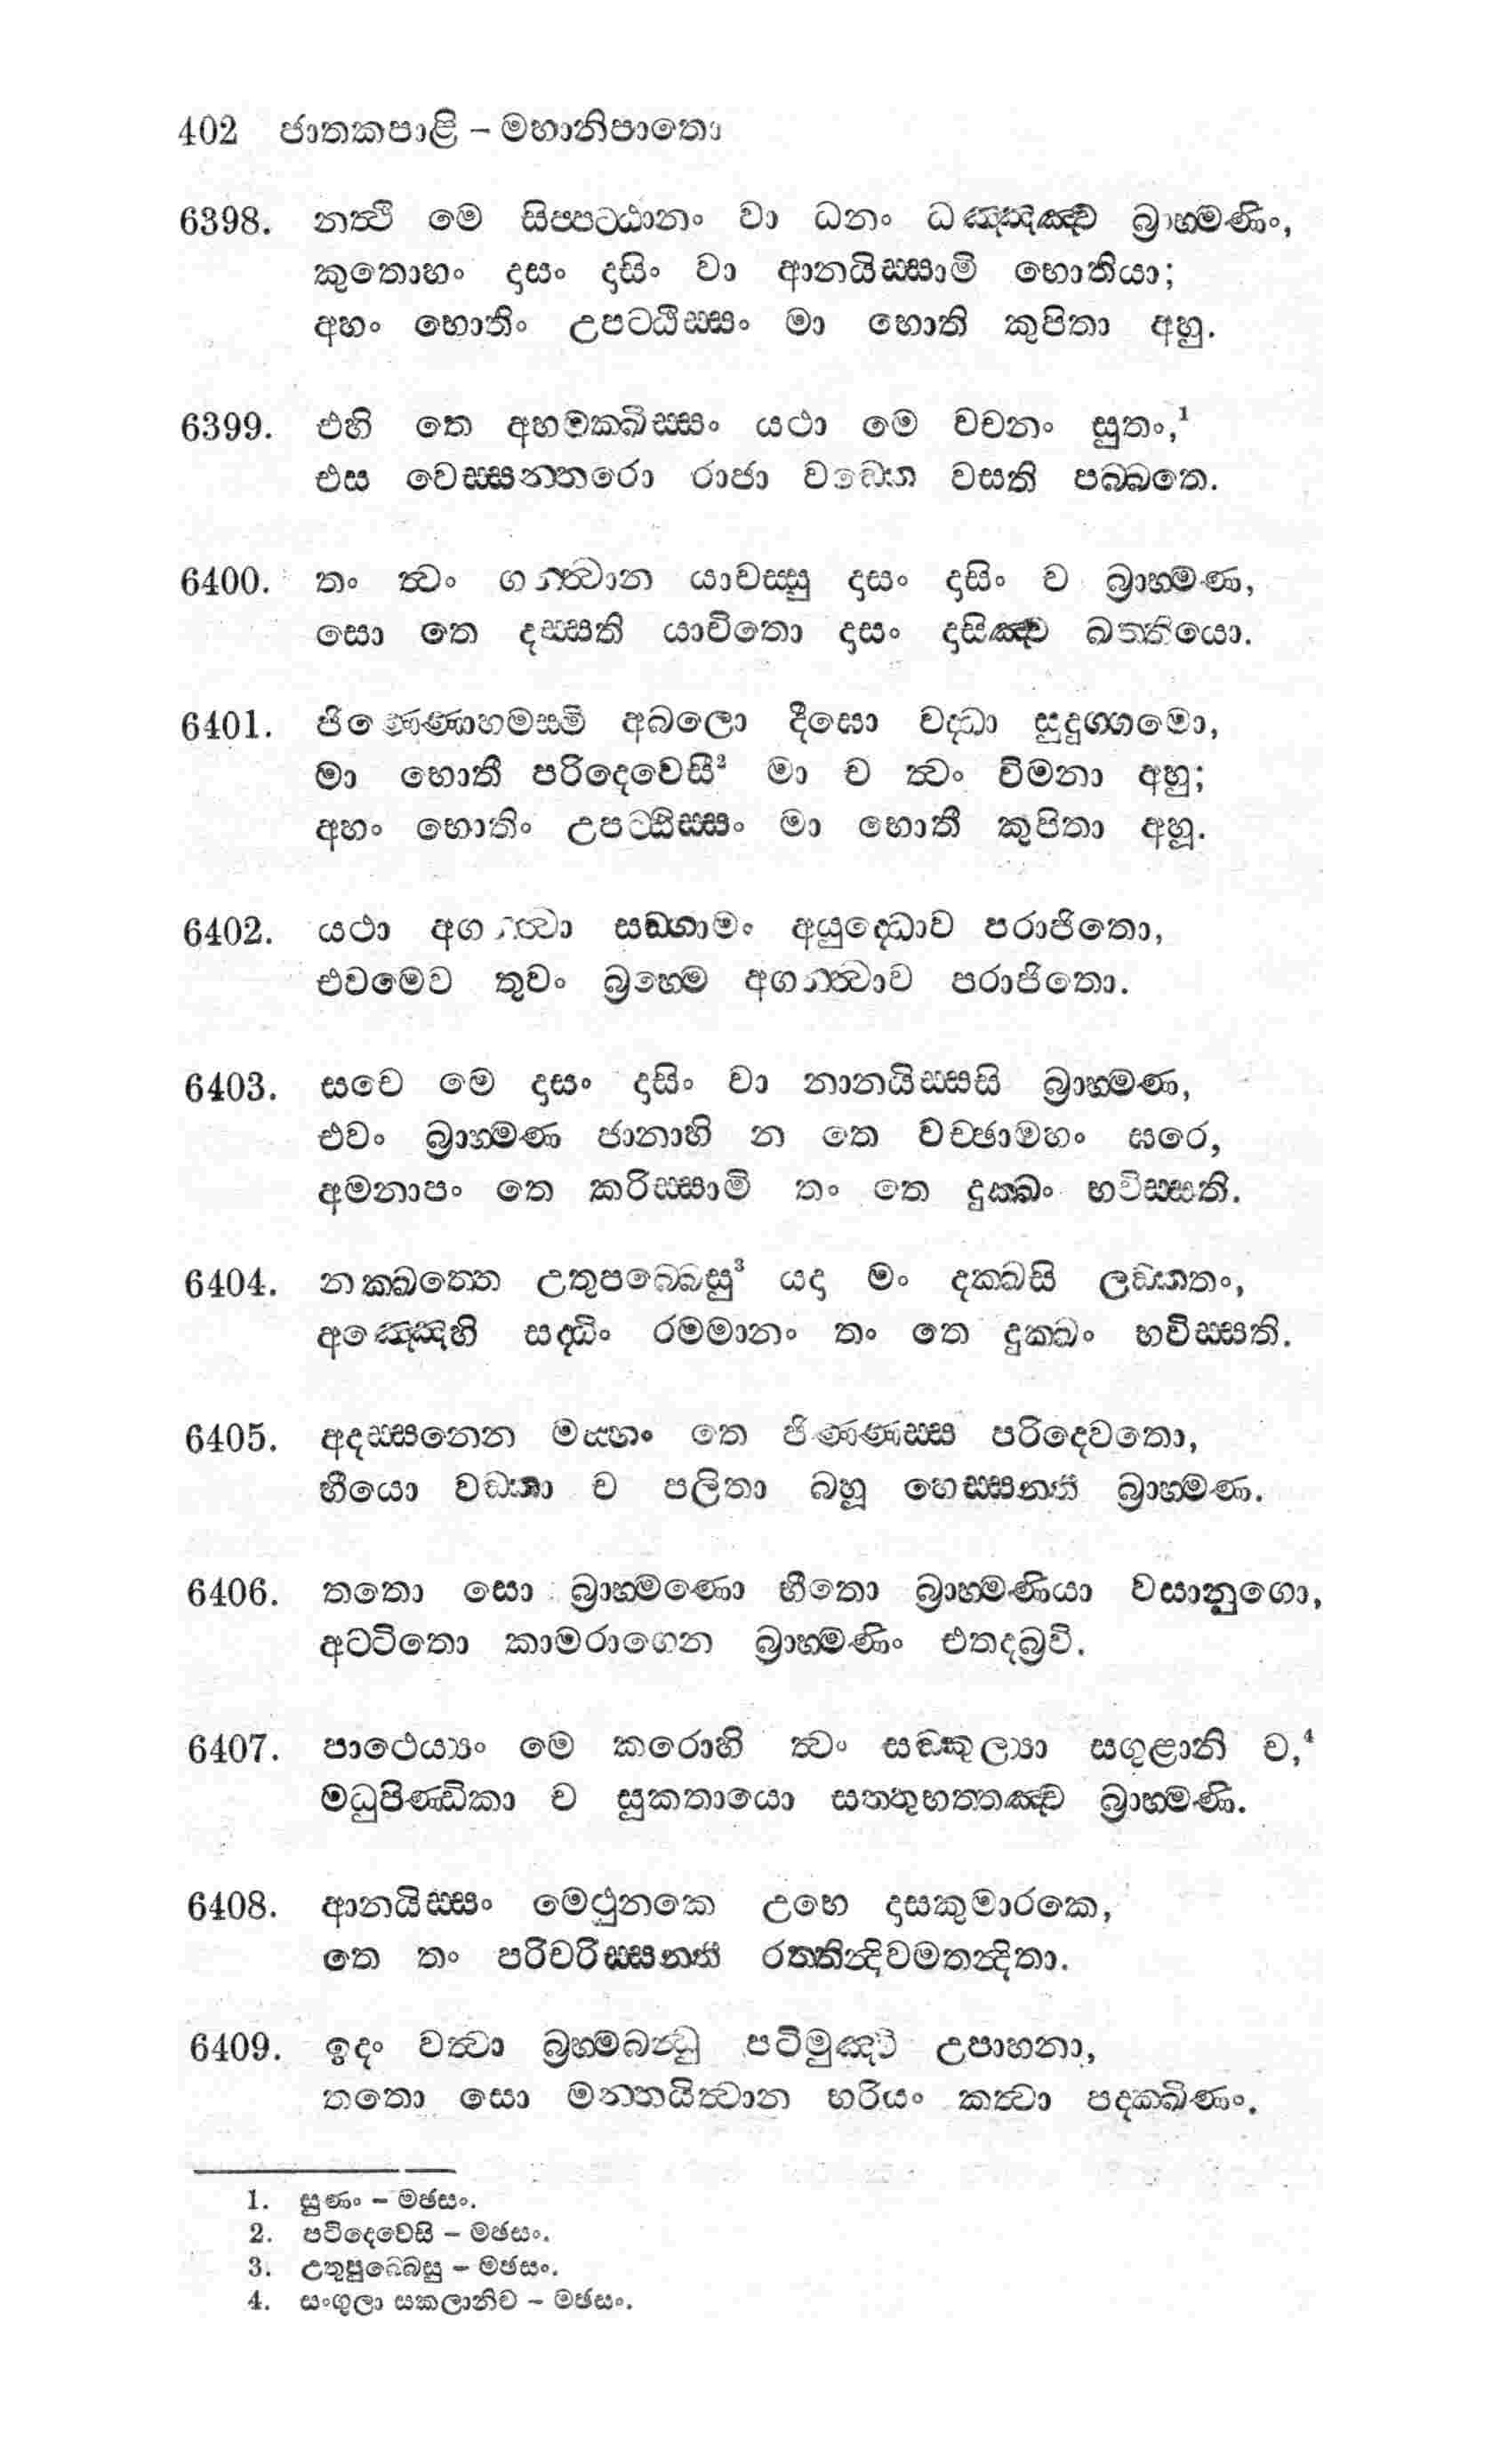 402 ජාතකපාළි – මහානිපාතො
6398. නත්ථි මෙ සිප්පට්ඨානං වා ධනං ධඤ්ඤඤ්ච බ්‍රාහ්මණිං,
කුතොහං දාසං දාසිං වා ආනයිස්සාමි භොතියා;
අහං භොතිං උපට්ඨිස්සං මා භොති කුපිතා අහු.
6399. එහි තෙ අහමක්ඛිස්සං යථා මෙ වචනං සුතං,1
එස වෙස්සන්තරො රාජා වඞ්කෙ වසති පබ්බතෙ.
6400. තං ත්වං ගන්ත්වාන යාචස්සු දාසං දාසිං ච බ්‍රාහ්මණ,
සො තෙ දස්සති යාචිතො දාසං දාසිඤ්ච ඛත්තියො.
6401. ජිණ්ණොහමස්මි අබලො දීඝො චද්ධා සුදුග්ගමො,
මා භොතී පරිදෙවෙසී2 මා ච ත්වං විමනා අහු;
අහං භොතිං උපට්ඨිස්සං මා භොතී කුපිතා අහූ.
6402. යථා අගන්ත්වා සඞ්ගාමං අයුද්ධොව පරාජිතො,
එවමෙව තුවං බ්‍රහ්මෙ අගන්ත්වාව පරාජිතො.
6403. සචෙ මෙ දාසං දාසිං වා නානයිස්සසි බ්‍රාහ්මණ,
එවං බ්‍රාහ්මණ ජානාහි න තෙ වච්ඡාමහං ඝරෙ,
අමනාපං තෙ කරිස්සාමි තං තෙ දුක්ඛං භවිස්සති.
6404. නක්ඛත්තෙ උතුපබ්බෙසු3 යදා මං දක්ඛසි ලඞ්කතං,
අඤ්ඤෙහි සද්ධිං රමමානං තං තෙ දුක්ඛං භවිස්සති.
6405. අදස්සනෙන මය්හං තෙ ජිණ්ණස්ස පරිදෙවතො,
භීයො වඞ්කා ච පලිතා බහූ හෙස්සන්ති බ්‍රාහ්මණ.
6406. තතො සො බ්‍රාහ්මණො භීතො බ්‍රාහ්මණියා වසානුගො,
අට්ටිතො කාමරාගෙන බ්‍රාහ්මණිං එතදබ්‍රවි.
6407. පාථෙය්‍යං මෙ කරොහි ත්වං සඞ්කුල්‍යා සගුළානි ච,4
මධුපිණ්ඩිකා ච සුකතායො සත්තුභත්තඤ්ච බ්‍රාහ්මණි.
6408. ආනයිස්සං මෙථුනකෙ උභෙ දාසකුමාරකෙ,
තෙ තං පරිචරිස්සන්ති රත්තින්දිවමතන්දිතා.
6409. ඉදං වත්වා බ්‍රහ්මබන්ධු පටිමුඤ්චි උපාහනා,
තතො සො මන්තයිත්වාන භරියං කත්වා පදක්ඛිණං.
1. සුණං – මඡසං.
2. පටිදෙවෙසි – මඡසං.
3. උතුපුබ්බෙසු – මඡසං.
4. සංගුලා සකලානිච – මඡසං.